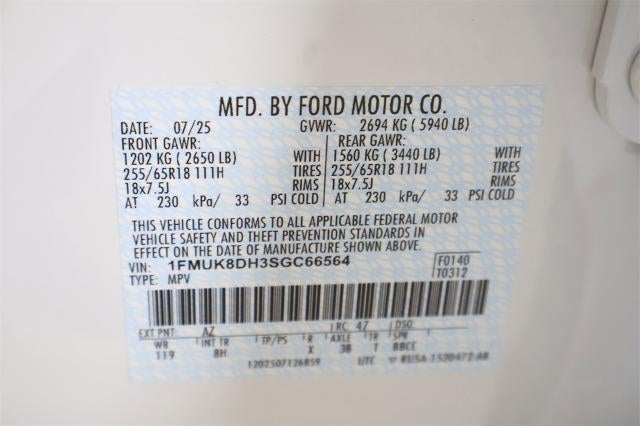 MFD. BY FORD MOTOR CO.
DATE: 07/25 GVWR: 2694 KG ( 5940 LB)
FRONT GAWR: REAR GAWR:
1202 KG ( 2650 LB) WITH 1560 KG ( 3440 LB) WITH
255/65R18 111H TIRES 255/65R18 111H TIRES
18x7.5J RIMS 18x7.5J RIMS
AT 230 kPa/ 33 PSI COLD AT 230 kPa/ 33 PSI COLD
THIS VEHICLE CONFORMS TO ALL APPLICABLE FEDERAL MOTOR
VEHICLE SAFETY AND THEFT PREVENTION STANDARDS IN
EFFECT ON THE DATE OF MANUFACTURE SHOWN ABOVE.
VIN: 1FMUK8DH3SGC66564 F0140
TYPE: MPV T0312
EXT PNT: AZ RC: 47 DSO:
WB INT TR TP/PS R AXLE TR SPR
119 8H X 38 T BBCC
1202507126859 UTC